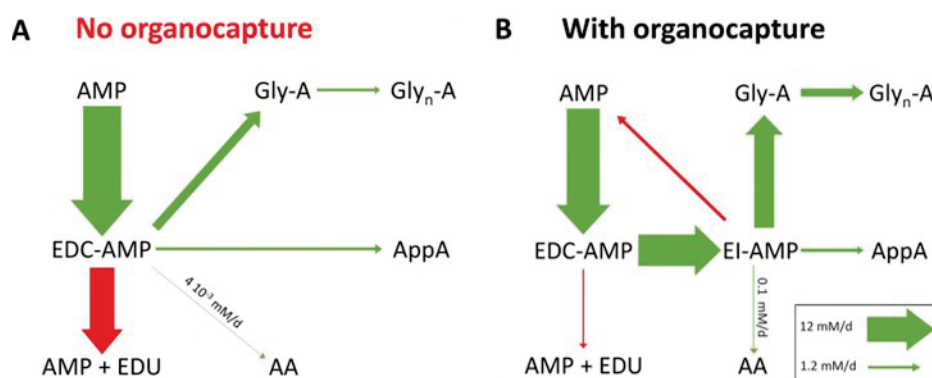 A No organocapture
AMP
Gly-A
Glyₙ-A
EDC-AMP
AppA
4 10⁻³ mM/d
AMP + EDU
AA
B With organocapture
AMP
Gly-A
Glyₙ-A
EDC-AMP
EI-AMP
AppA
0.1 mM/d
AMP + EDU
AA
12 mM/d
1.2 mM/d